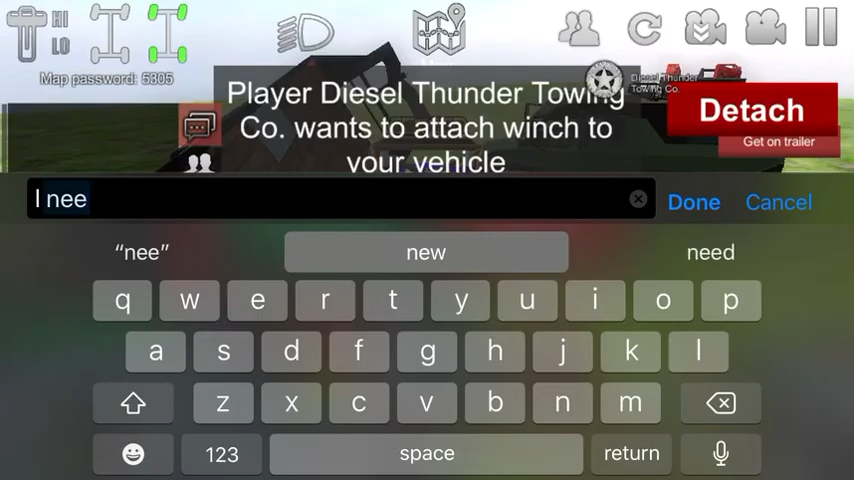 HI
LO
Map password: 5305
Player Diesel Thunder Towing
Co. wants to attach winch to
your vehicle
Diesel Thunder
Towing Co.
Detach
Get on trailer
I nee
Done
Cancel
“nee”
new
need
q w e r t y u i o p
a s d f g h j k l
z x c v b n m
123
space
return